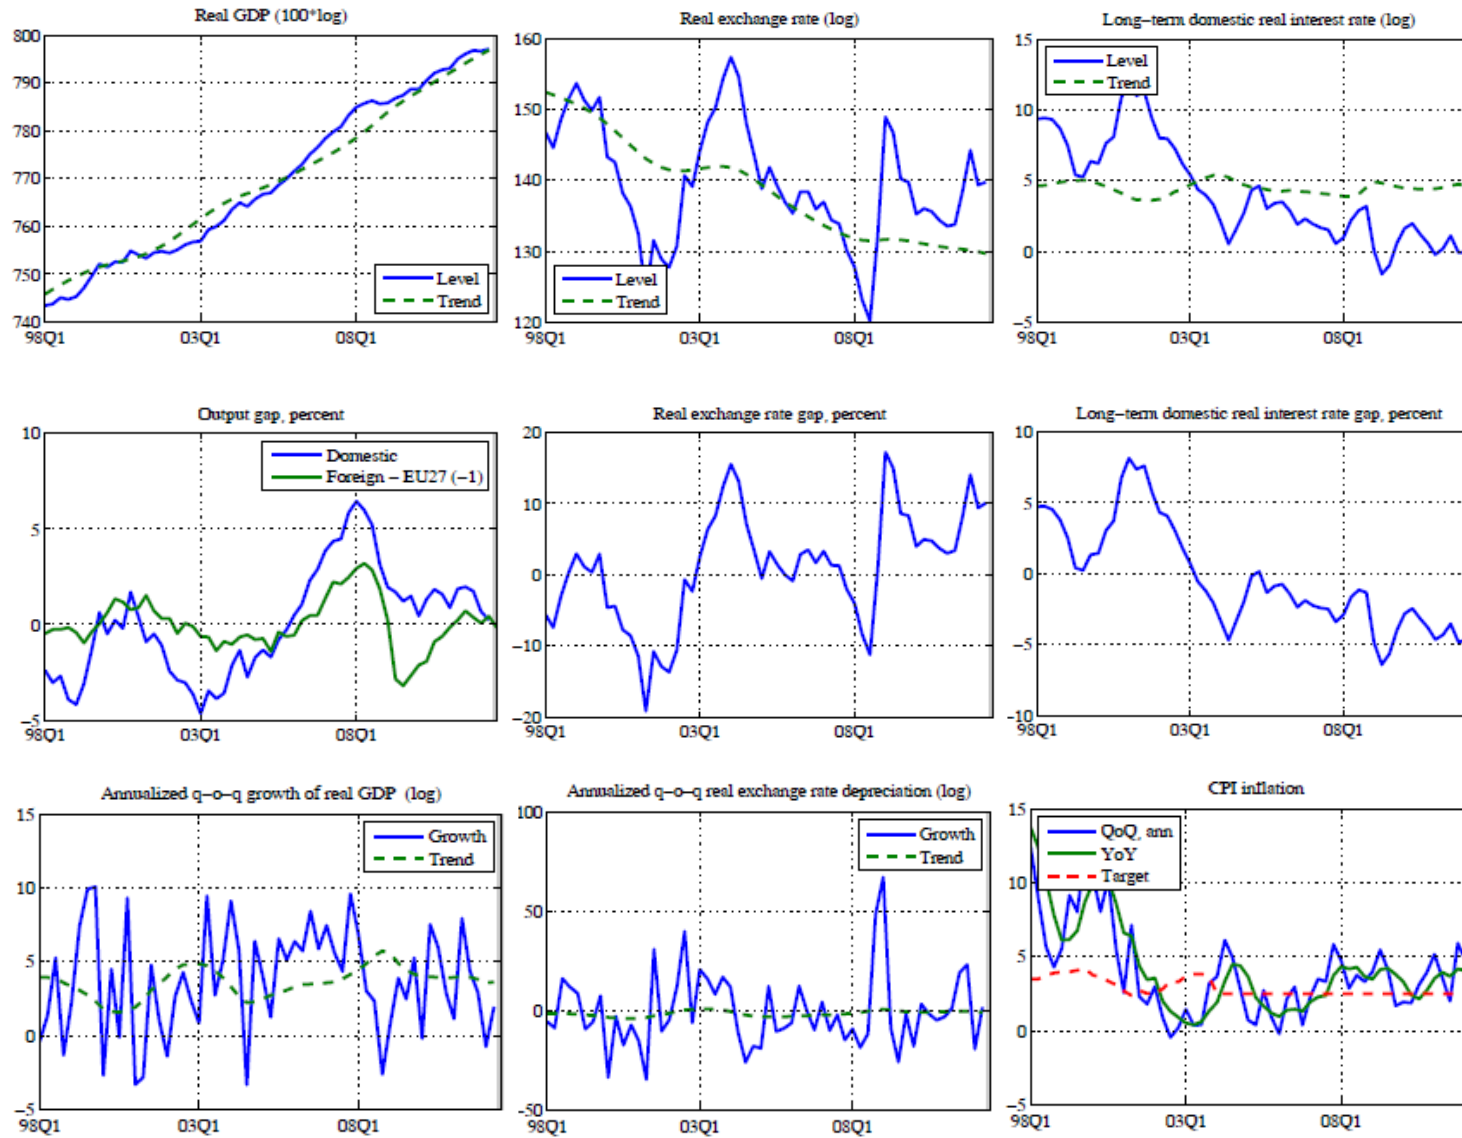 Real GDP (100*log)
800
790
780
770
760
750
740
98Q1
03Q1
08Q1
Level
Trend
Real exchange rate (log)
160
150
140
130
120
98Q1
03Q1
08Q1
Level
Trend
Long-term domestic real interest rate (log)
15
10
5
0
-5
98Q1
03Q1
08Q1
Level
Trend
Output gap, percent
10
5
0
-5
98Q1
03Q1
08Q1
Domestic
Foreign - EU27 (-1)
Real exchange rate gap, percent
20
10
0
-10
-20
98Q1
03Q1
08Q1
Long-term domestic real interest rate gap, percent
10
5
0
-5
-10
98Q1
03Q1
08Q1
Annualized q-o-q growth of real GDP (log)
15
10
5
0
-5
98Q1
03Q1
08Q1
Growth
Trend
Annualized q-o-q real exchange rate depreciation (log)
100
50
0
-50
98Q1
03Q1
08Q1
Growth
Trend
CPI inflation
15
10
5
0
-5
98Q1
03Q1
08Q1
QoQ, ann
YoY
Target